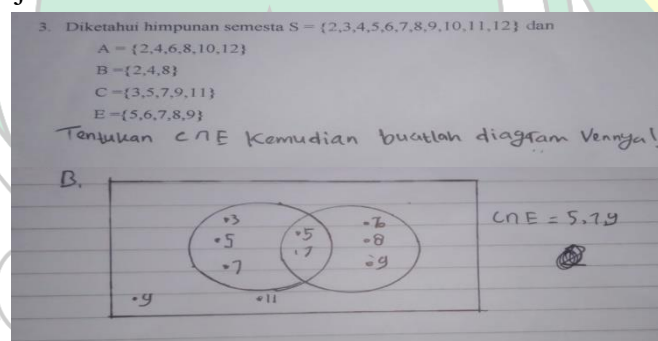 3. Diketahui himpunan semesta S = {2,3,4,5,6,7,8,9,10,11,12} dan
A = {2,4,6,8,10,12}
B ={2,4,8}
C ={3,5,7,9,11}
E ={5,6,7,8,9}
Tentukan C∩E Kemudian buatlah diagram Vennya!
B.
C∩E = 5,7,9
•3
•5
•7
•5
•7
•6
•8
•9
•9
•11